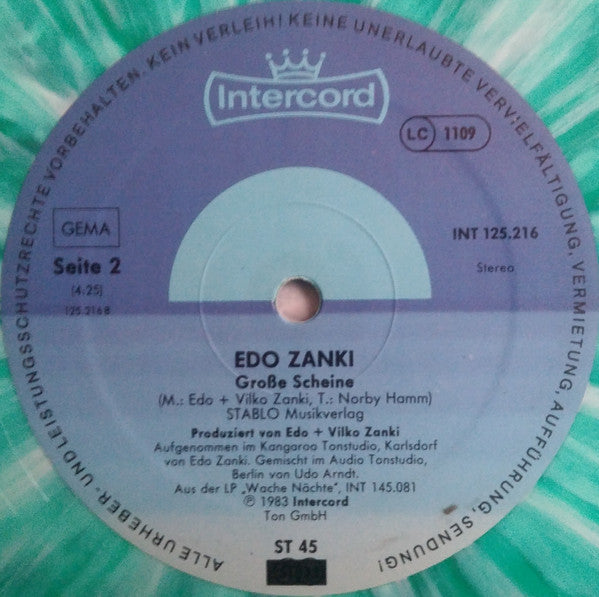 ALLE URHEBER- UND LEISTUNGSSCHUTZRECHTE VORBEHALTEN. KEIN VERLEIH! KEINE UNERLAUBTE VERVIELFÄLTIGUNG, VERMIETUNG, AUFFÜHRUNG, SENDUNG!
Intercord
LC 1109
GEMA
INT 125.216
Seite 2
Stereo
[4:25]
125.216B
EDO ZANKI
Große Scheine
(M.: Edo + Vilko Zanki, T.: Norby Hamm)
STABLO Musikverlag
Produziert von Edo + Vilko Zanki
Aufgenommen im Kangaroo Tonstudio, Karlsdorf
von Edo Zanki. Gemischt im Audio Tonstudio,
Berlin von Udo Arndt.
Aus der LP „Wache Nächte", INT 145.081
℗ 1983 Intercord
Ton GmbH
ST 45